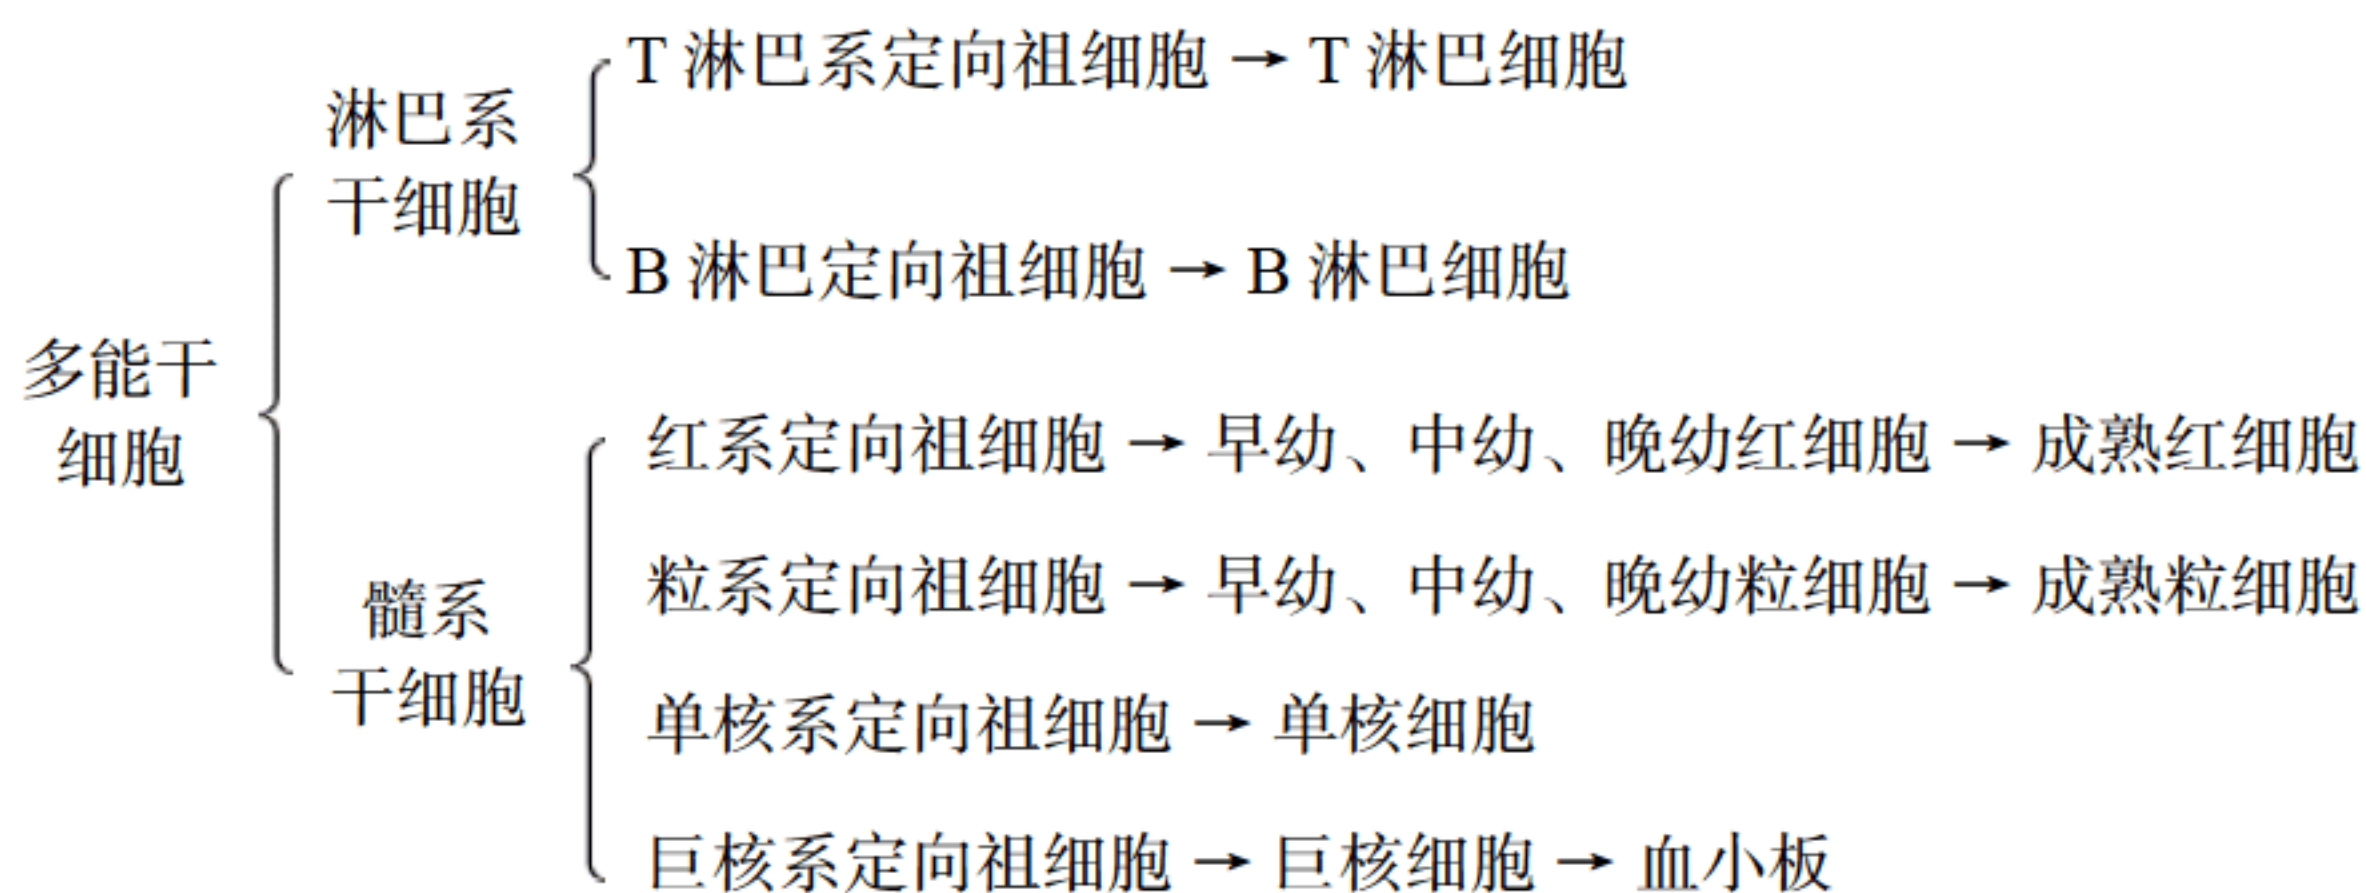 T 淋巴系定向祖细胞 → T 淋巴细胞
淋巴系
干细胞
B 淋巴定向祖细胞 → B 淋巴细胞
多能干
细胞
红系定向祖细胞 → 早幼、中幼、晚幼红细胞 → 成熟红细胞
粒系定向祖细胞 → 早幼、中幼、晚幼粒细胞 → 成熟粒细胞
髓系
干细胞
单核系定向祖细胞 → 单核细胞
巨核系定向祖细胞 → 巨核细胞 → 血小板